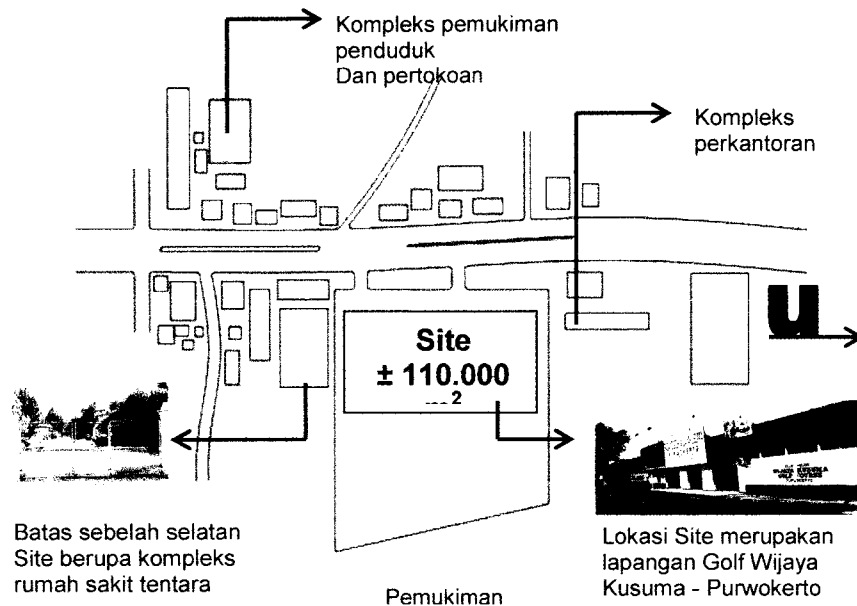 Kompleks pemukiman
penduduk
Dan pertokoan
Kompleks
perkantoran
u
Site
± 110.000
m2
Batas sebelah selatan
Site berupa kompleks
rumah sakit tentara
Lokasi Site merupakan
lapangan Golf Wijaya
Kusuma - Purwokerto
Pemukiman